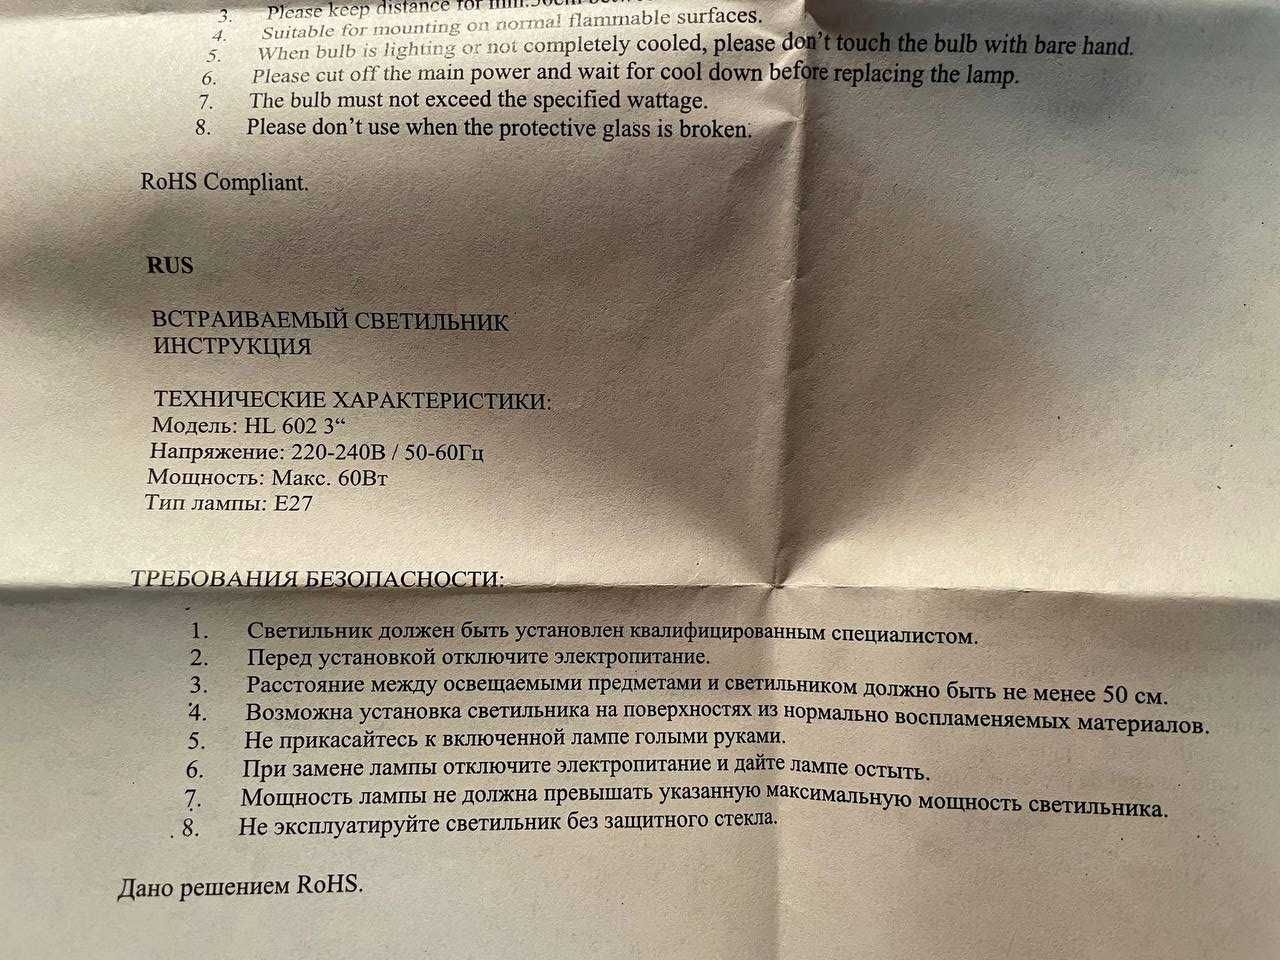 3. Please keep distance for min.50cm
4. Suitable for mounting on normal flammable surfaces.
5. When bulb is lighting or not completely cooled, please don't touch the bulb with bare hand.
6. Please cut off the main power and wait for cool down before replacing the lamp.
7. The bulb must not exceed the specified wattage.
8. Please don't use when the protective glass is broken.
RoHS Compliant.
RUS
ВСТРАИВАЕМЫЙ СВЕТИЛЬНИК
ИНСТРУКЦИЯ
ТЕХНИЧЕСКИЕ ХАРАКТЕРИСТИКИ:
Модель: HL 602 3“
Напряжение: 220-240В / 50-60Гц
Мощность: Макс. 60Вт
Тип лампы: E27
ТРЕБОВАНИЯ БЕЗОПАСНОСТИ:
1. Светильник должен быть установлен квалифицированным специалистом.
2. Перед установкой отключите электропитание.
3. Расстояние между освещаемыми предметами и светильником должно быть не менее 50 см.
4. Возможна установка светильника на поверхностях из нормально воспламеняемых материалов.
5. Не прикасайтесь к включенной лампе голыми руками.
6. При замене лампы отключите электропитание и дайте лампе остыть.
7. Мощность лампы не должна превышать указанную максимальную мощность светильника.
8. Не эксплуатируйте светильник без защитного стекла.
Дано решением RoHS.